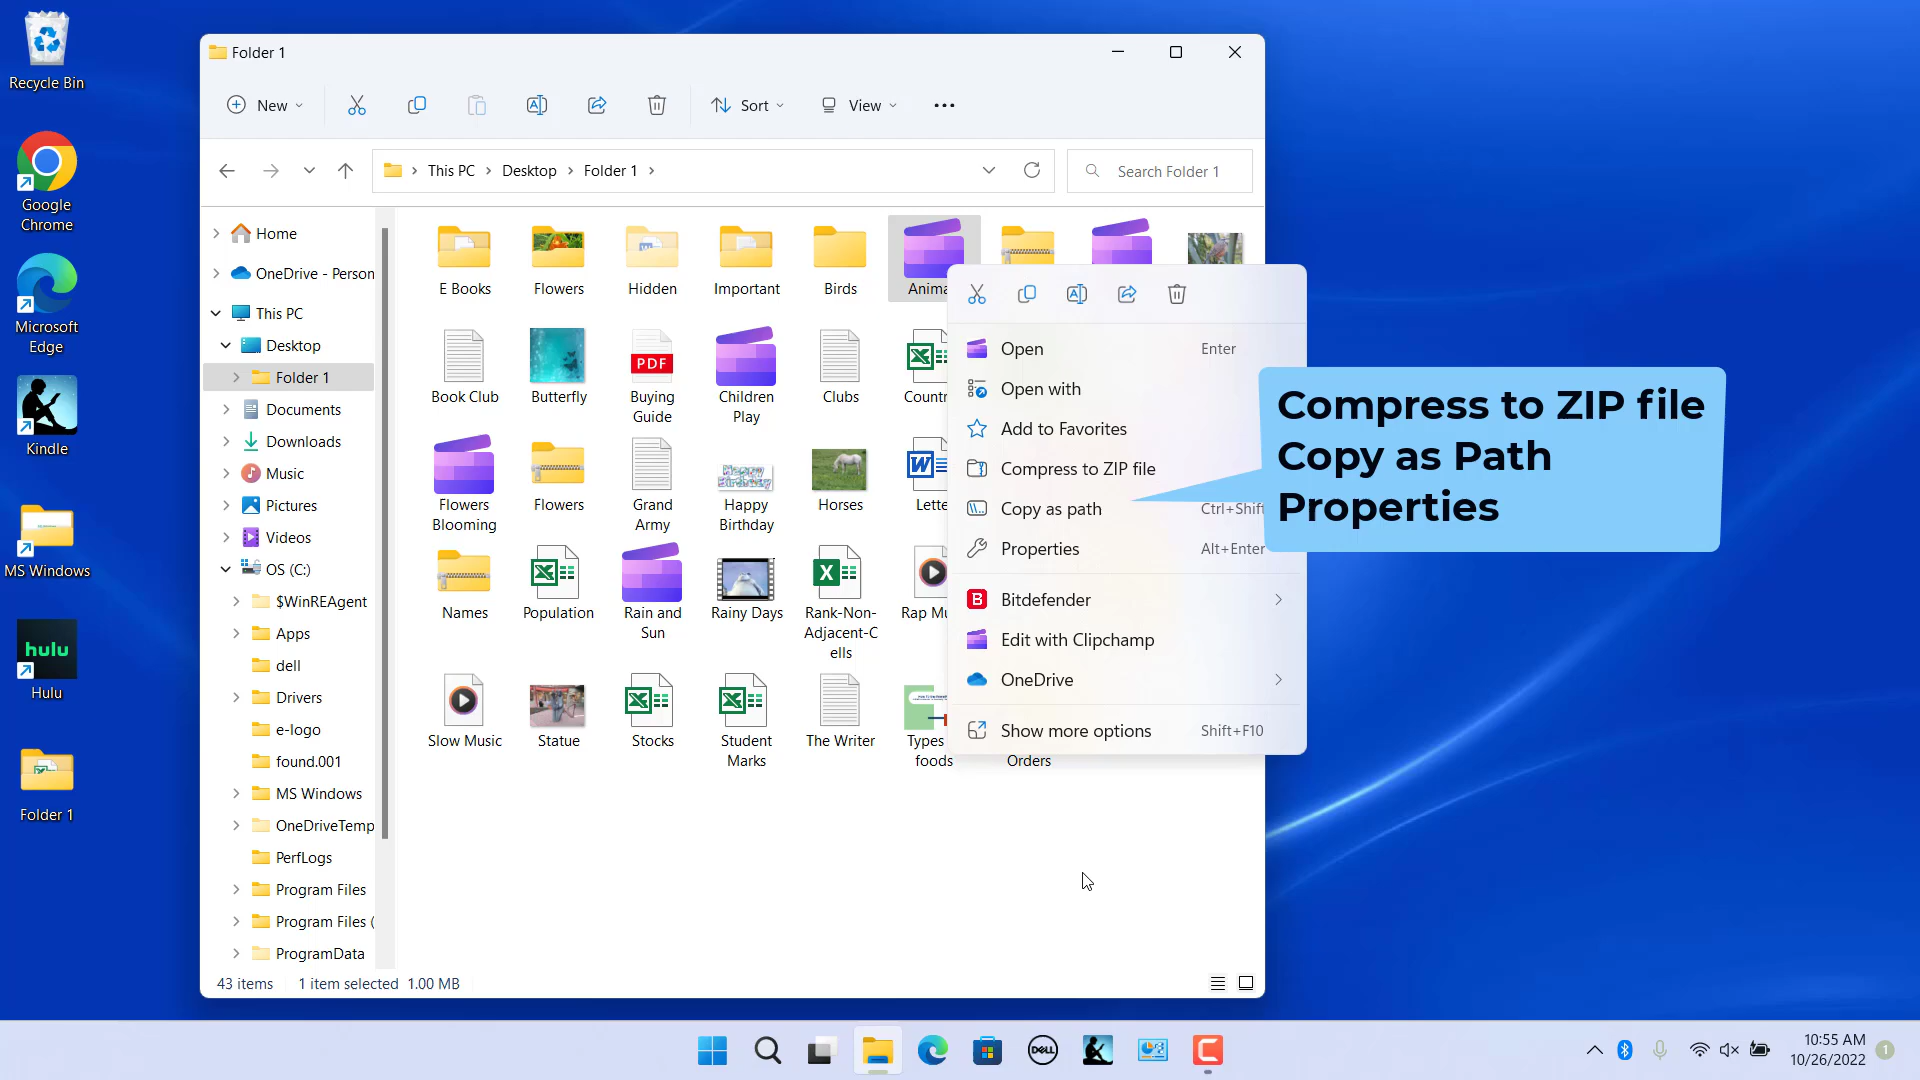 Recycle Bin
Google
Chrome
Microsoft
Edge
Kindle
MS Windows
hulu
Hulu
Folder 1
Folder 1
New
Sort
View
This PC
Desktop
Folder 1
Search Folder 1
Home
OneDrive - Person
This PC
Desktop
Folder 1
Documents
Downloads
Music
Pictures
Videos
OS (C:)
$WinREAgent
Apps
dell
Drivers
e-logo
found.001
MS Windows
OneDriveTemp
PerfLogs
Program Files
Program Files (
ProgramData
E Books
Flowers
Hidden
Important
Birds
Anima
Book Club
Butterfly
PDF
Buying
Guide
Children
Play
Clubs
Countr
Flowers
Blooming
Flowers
Grand
Army
Happy
Birthday
Horses
Lette
Names
Population
Rain and
Sun
Rainy Days
Rank-Non-
Adjacent-C
ells
Rap Mu
Slow Music
Statue
Stocks
Student
Marks
The Writer
Types
foods
Orders
Open Enter
Open with
Add to Favorites
Compress to ZIP file
Copy as path Ctrl+Shift
Properties Alt+Enter
B Bitdefender
Edit with Clipchamp
OneDrive
Show more options Shift+F10
Compress to ZIP file
Copy as Path
Properties
43 items 1 item selected 1.00 MB
DELL
10:55 AM
10/26/2022
1